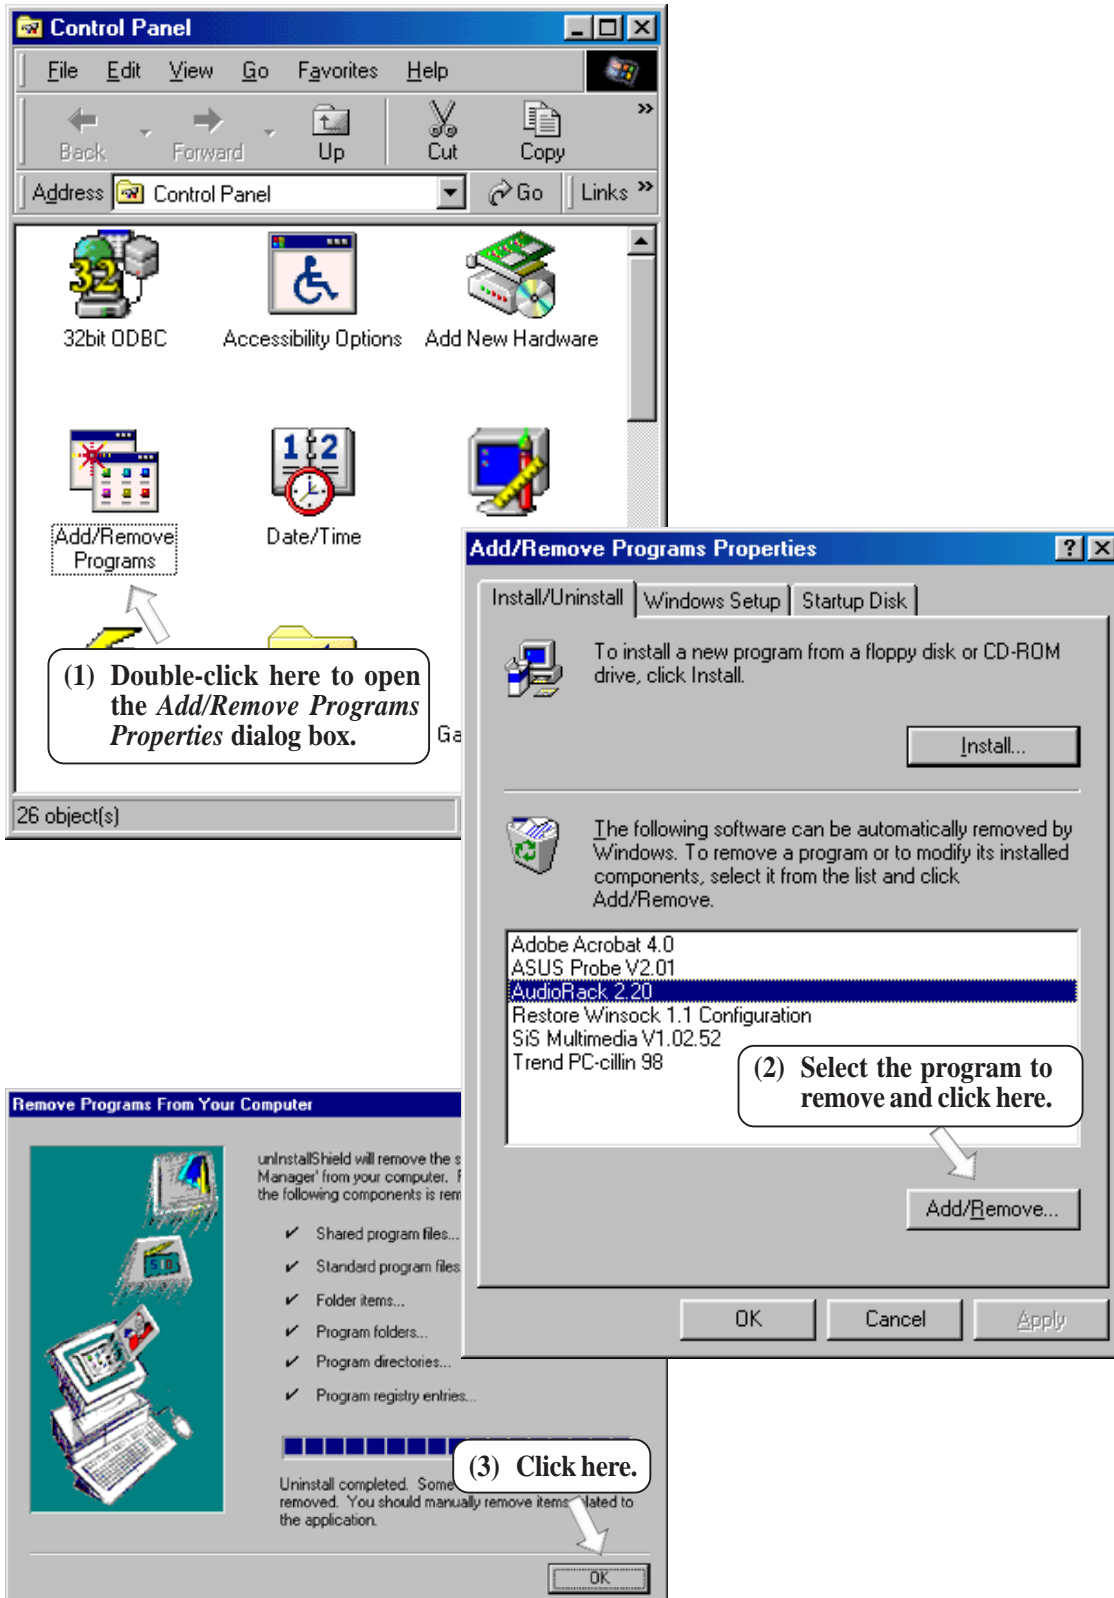 Control Panel
File Edit View Go Favorites Help
Back Forward Up Cut Copy »
Address Control Panel Go Links »
32bit ODBC Accessibility Options Add New Hardware
Add/Remove Programs
Date/Time
(1) Double-click here to open
the Add/Remove Programs
Properties dialog box.
Ga
26 object(s)
Add/Remove Programs Properties
Install/Uninstall Windows Setup Startup Disk
To install a new program from a floppy disk or CD-ROM
drive, click Install.
Install...
The following software can be automatically removed by
Windows. To remove a program or to modify its installed
components, select it from the list and click
Add/Remove.
Adobe Acrobat 4.0
ASUS Probe V2.01
AudioRack 2.20
Restore Winsock 1.1 Configuration
SiS Multimedia V1.02.52
Trend PC-cillin 98
(2) Select the program to
remove and click here.
Add/Remove...
OK Cancel Apply
Remove Programs From Your Computer
unInstallShield will remove the s
Manager' from your computer.
the following components is rem
✔ Shared program files...
✔ Standard program files
✔ Folder items...
✔ Program folders...
✔ Program directories...
✔ Program registry entries...
(3) Click here.
Uninstall completed. Some
removed. You should manually remove items lated to
the application.
OK